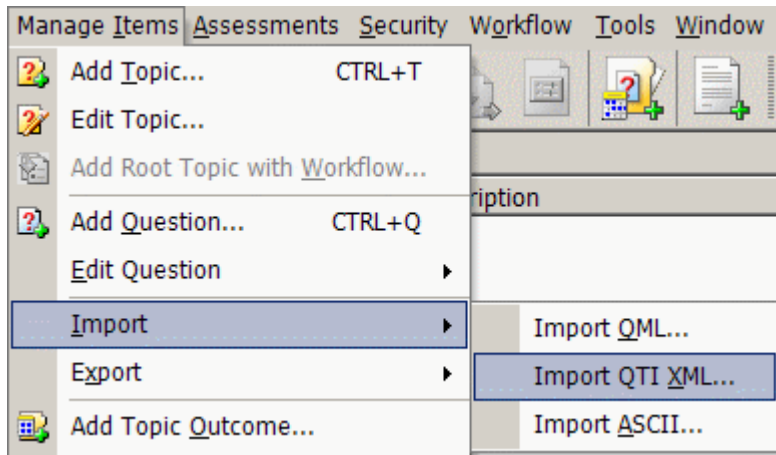 Manage Items Assessments Security Workflow Tools Window
Add Topic... CTRL+T
Edit Topic...
Add Root Topic with Workflow...
ription
Add Question... CTRL+Q
Edit Question
Import
Import QML...
Export
Import QTI XML...
Add Topic Outcome...
Import ASCII...